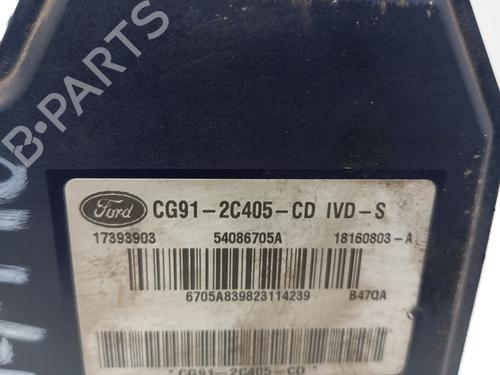 B-PARTS
Ford CG91-2C405-CD IVD-S
17393903 54086705A 18160803-A
6705A839823114239 B47QA
* CG91-2C405-CD *